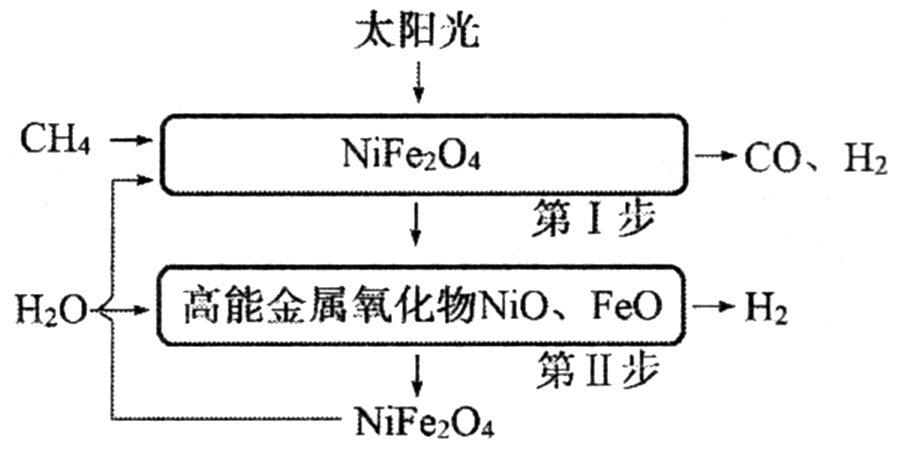 太阳光
CH₄
NiFe₂O₄
CO、H₂
第Ⅰ步
H₂O
高能金属氧化物NiO、FeO
H₂
第Ⅱ步
NiFe₂O₄